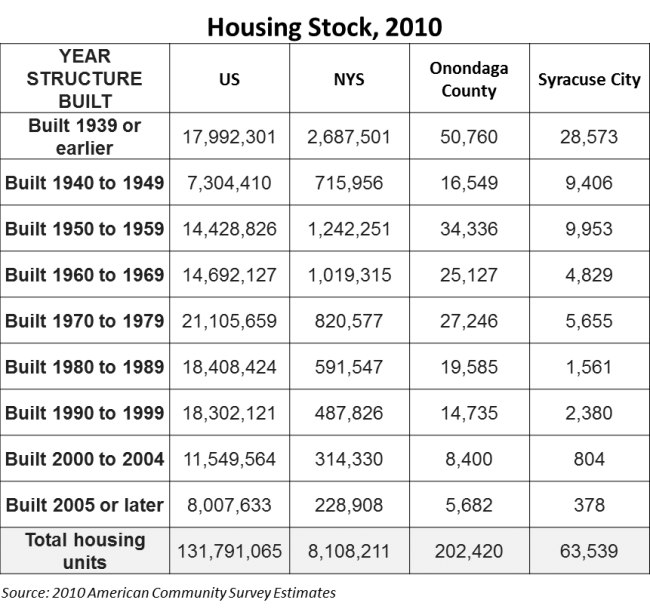 Housing Stock, 2010
YEAR
STRUCTURE
BUILT
US
NYS
Onondaga
County
Syracuse City
Built 1939 or
earlier
17,992,301 2,687,501 50,760 28,573
Built 1940 to 1949 7,304,410 715,956 16,549 9,406
Built 1950 to 1959 14,428,826 1,242,251 34,336 9,953
Built 1960 to 1969 14,692,127 1,019,315 25,127 4,829
Built 1970 to 1979 21,105,659 820,577 27,246 5,655
Built 1980 to 1989 18,408,424 591,547 19,585 1,561
Built 1990 to 1999 18,302,121 487,826 14,735 2,380
Built 2000 to 2004 11,549,564 314,330 8,400 804
Built 2005 or later 8,007,633 228,908 5,682 378
Total housing
units
131,791,065 8,108,211 202,420 63,539
Source: 2010 American Community Survey Estimates